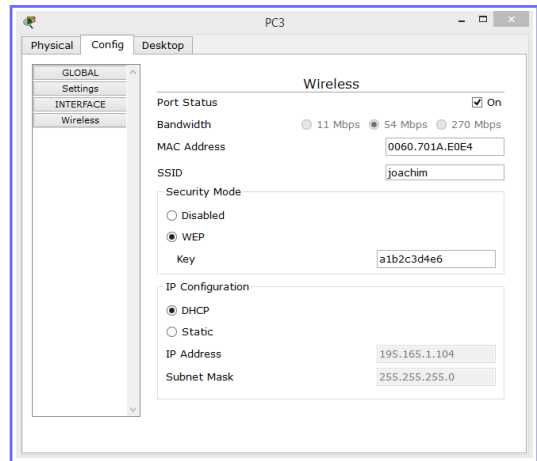 PC3
Physical Config Desktop
GLOBAL
Settings
INTERFACE
Wireless
Wireless
Port Status On
Bandwidth 11 Mbps 54 Mbps 270 Mbps
MAC Address 0060.701A.E0E4
SSID joachim
Security Mode
Disabled
WEP
Key a1b2c3d4e6
IP Configuration
DHCP
Static
IP Address 195.165.1.104
Subnet Mask 255.255.255.0